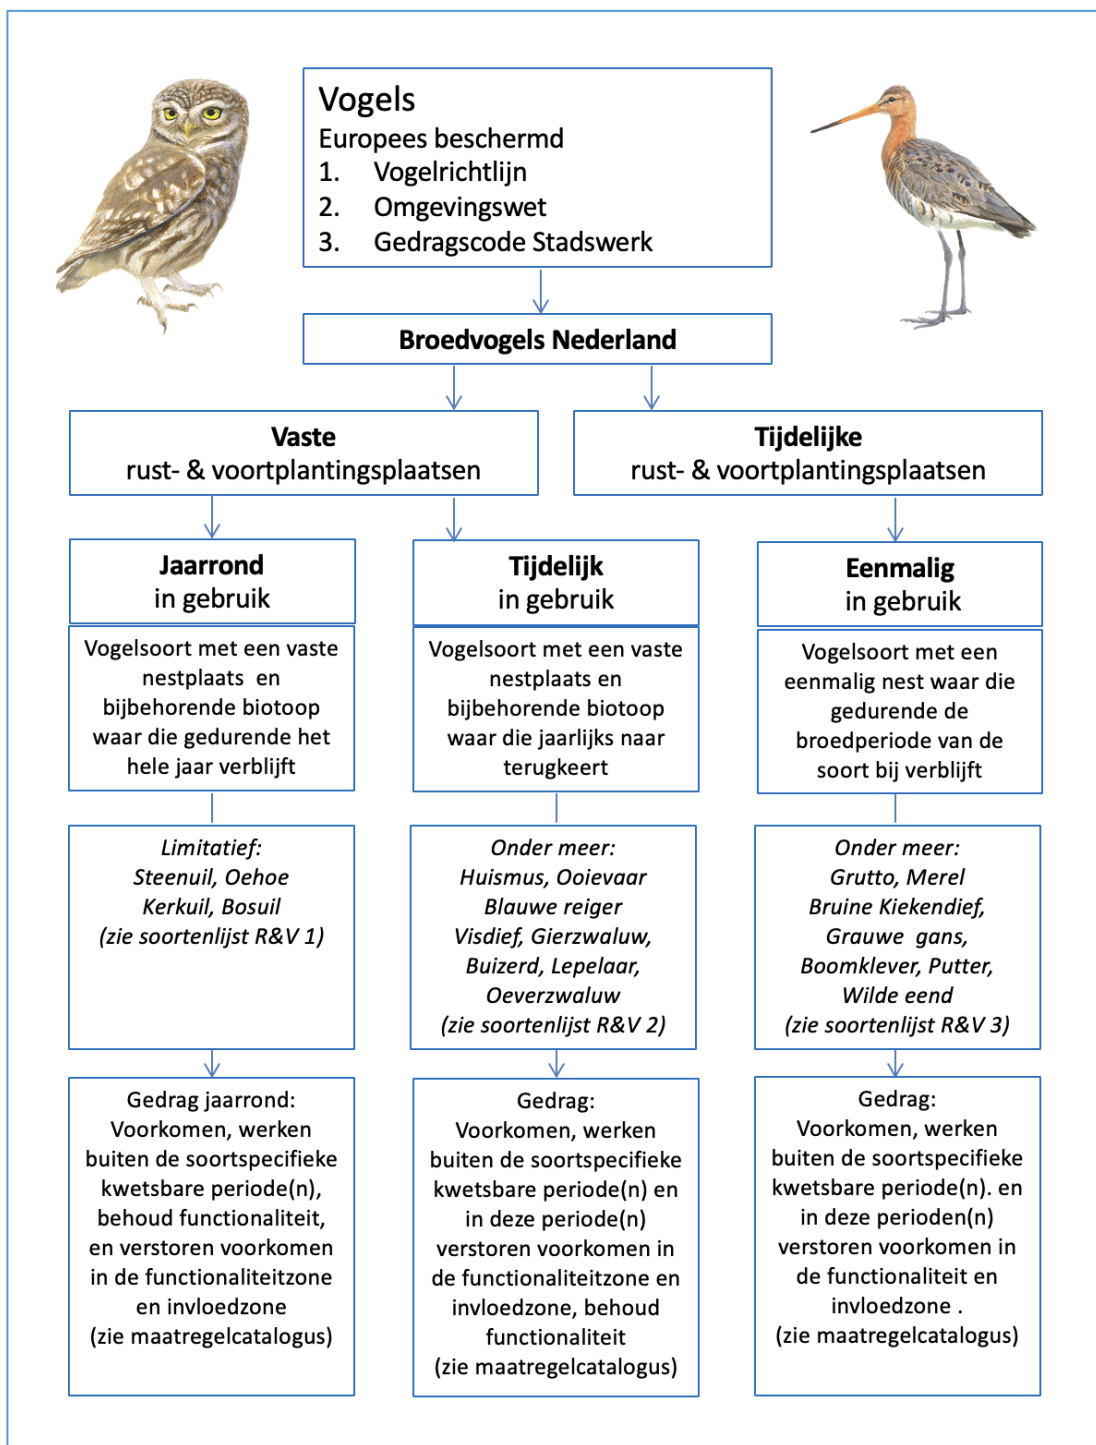 Vogels
Europees beschermd
1. Vogelrichtlijn
2. Omgevingswet
3. Gedragscode Stadswerk
Broedvogels Nederland
Vaste
rust- & voortplantingsplaatsen
Tijdelijke
rust- & voortplantingsplaatsen
Jaarrond
in gebruik
Vogelsoort met een vaste
nestplaats en
bijbehorende biotoop
waar die gedurende het
hele jaar verblijft
Limitatief:
Steenuil, Oehoe
Kerkuil, Bosuil
(zie soortenlijst R&V 1)
Gedrag jaarrond:
Voorkomen, werken
buiten de soortspecifieke
kwetsbare periode(n),
behoud functionaliteit,
en verstoren voorkomen
in de functionaliteitzone
en invloedzone
(zie maatregelcatalogus)
Tijdelijk
in gebruik
Vogelsoort met een vaste
nestplaats en
bijbehorende biotoop
waar die jaarlijks naar
terugkeert
Onder meer:
Huismus, Ooievaar
Blauwe reiger
Visdief, Gierzwaluw,
Buizerd, Lepelaar,
Oeverzwaluw
(zie soortenlijst R&V 2)
Gedrag:
Voorkomen, werken
buiten de soortspecifieke
kwetsbare periode(n) en
in deze periode(n)
verstoren voorkomen in
de functionaliteitzone en
invloedzone, behoud
functionaliteit
(zie maatregelcatalogus)
Eenmalig
in gebruik
Vogelsoort met een
eenmalig nest waar die
gedurende de
broedperiode van de
soort bij verblijft
Onder meer:
Grutto, Merel
Bruine Kiekendief,
Grauwe gans,
Boomklever, Putter,
Wilde eend
(zie soortenlijst R&V 3)
Gedrag:
Voorkomen, werken
buiten de soortspecifieke
kwetsbare periode(n). en
in deze perioden(n)
verstoren voorkomen in
de functionaliteit en
invloedzone .
(zie maatregelcatalogus)